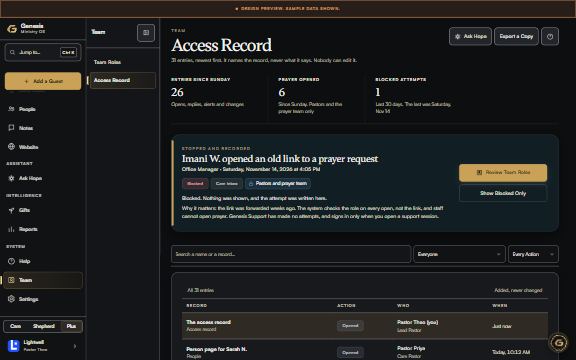 DESIGN PREVIEW. SAMPLE DATA SHOWN.
Genesis
Ministry OS
Jump to...
Ctrl K
+ Add a Guest
People
Notes
Website
ASSISTANT
Ask Hope
INTELLIGENCE
Gifts
Reports
SYSTEM
Help
Team
Settings
Care
Shepherd
Plus
Lightwell
Pastor Theo
Team
Team Roles
Access Record
TEAM
Access Record
31 entries, newest first. It names the record, never what it says. Nobody can edit it.
Ask Hope
Export a Copy
ENTRIES SINCE SUNDAY
26
Opens, replies, alerts and changes
PRAYER OPENED
6
Since Sunday. Pastors and the
prayer team only
BLOCKED ATTEMPTS
1
Last 30 days. The last was Saturday,
Nov 14
STOPPED AND RECORDED
Imani W. opened an old link to a prayer request
Office Manager · Saturday, November 14, 2026 at 4:05 PM
Blocked
Care Inbox
Pastors and prayer team
Blocked. Nothing was shown, and the attempt was written here.
Why it matters: the link was forwarded weeks ago. The system checks the role on every open, not the link, and staff
cannot open prayer. Genesis Support has made no attempts, and signs in only when you open a support session.
Review Team Roles
Show Blocked Only
Search a name or a record...
Everyone
Every Action
All 31 entries
Added, never changed
RECORD
ACTION
WHO
WHEN
The access record
Access record
Opened
Pastor Theo (you)
Lead Pastor
Just now
Person page for Sarah N.
People
Opened
Pastor Priya
Care Pastor
Today, 10:12 AM